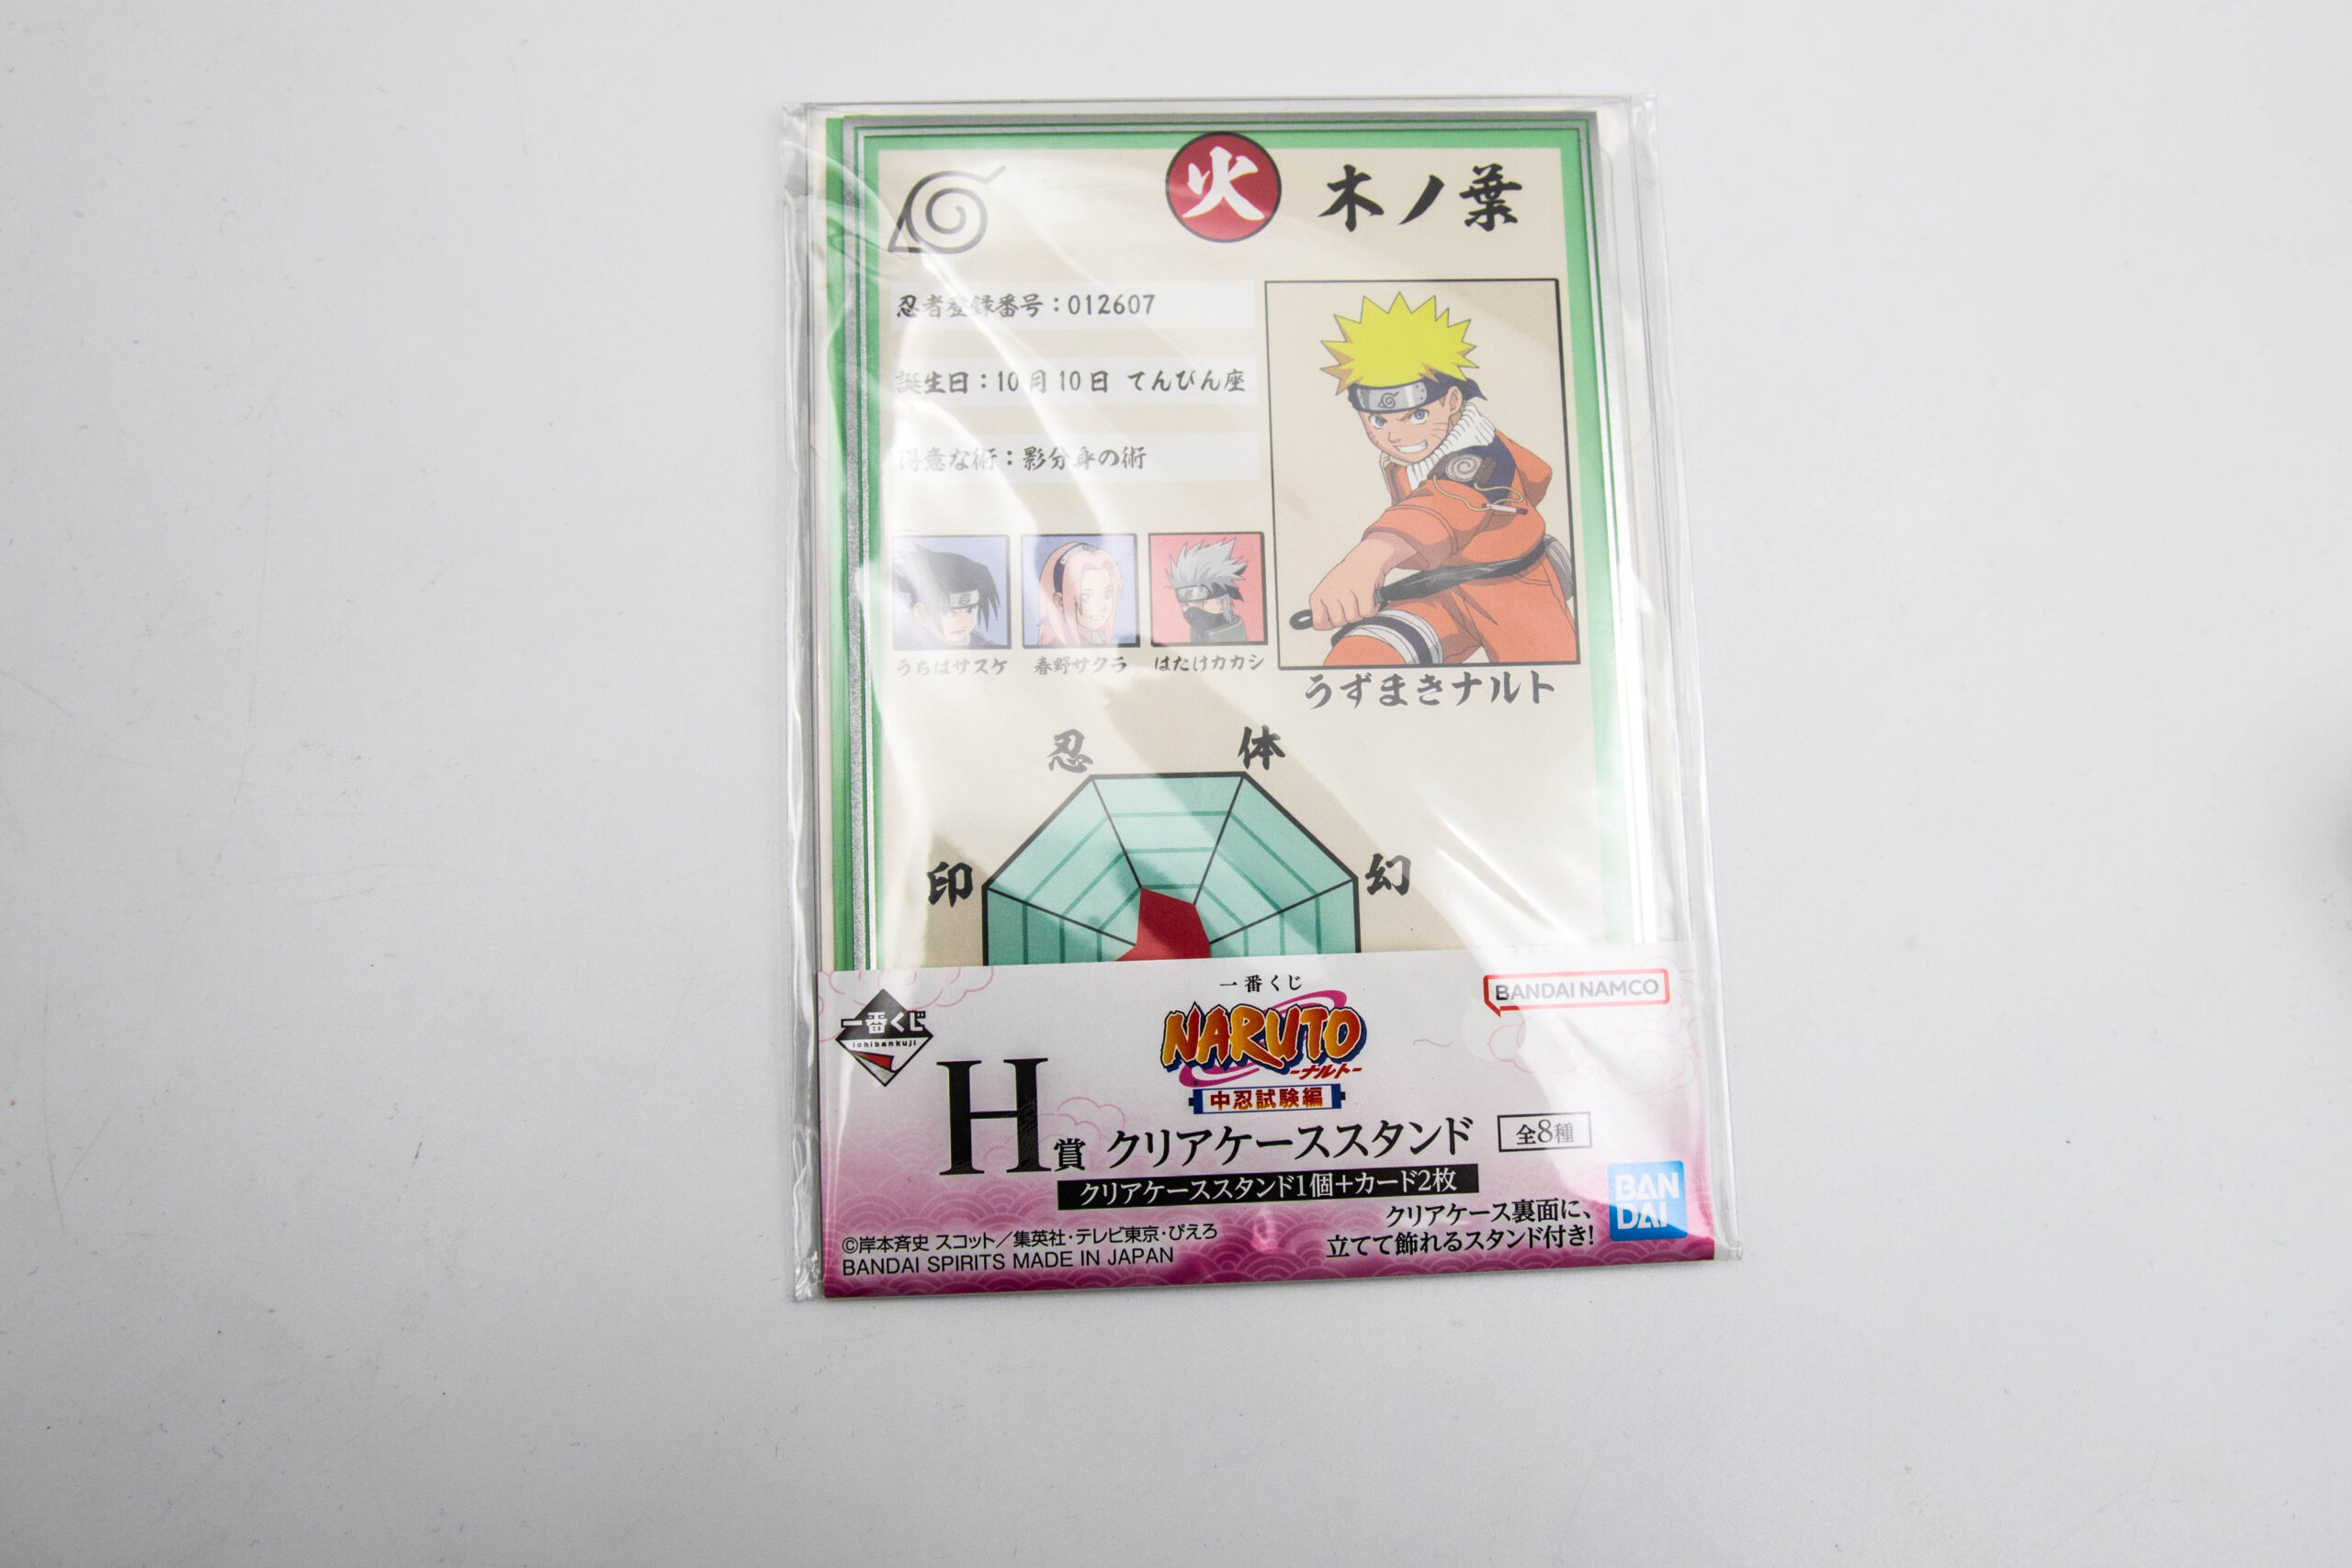 火 木ノ葉
忍者登録番号：012607
誕生日：10月10日 てんびん座
得意な術：影分身の術
うちはサスケ
春野サクラ
はたけカカシ
うずまきナルト
忍
体
印
幻
一番くじ
ichibankuji
一番くじ
NARUTO
-ナルト-
中忍試験編
BANDAI NAMCO
H賞 クリアケーススタンド 全8種
クリアケーススタンド1個+カード2枚
クリアケース裏面に、
立てて飾れるスタンド付き!
BAN
DAI
©岸本斉史 スコット／集英社・テレビ東京・ぴえろ
BANDAI SPIRITS MADE IN JAPAN